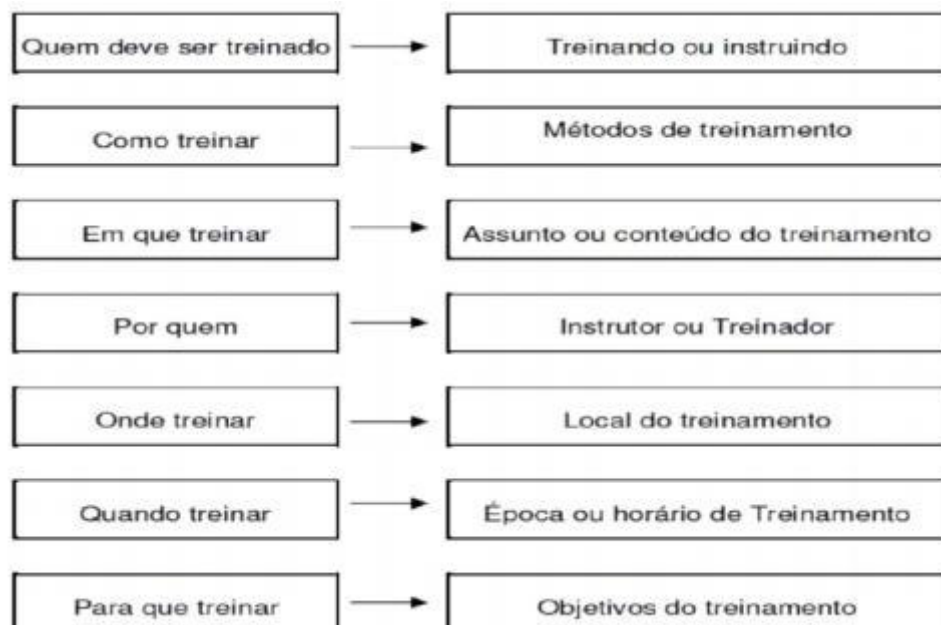 Quem deve ser treinado
Treinando ou instruindo
Como treinar
Métodos de treinamento
Em que treinar
Assunto ou conteúdo do treinamento
Por quem
Instrutor ou Treinador
Onde treinar
Local do treinamento
Quando treinar
Época ou horário de Treinamento
Para que treinar
Objetivos do treinamento